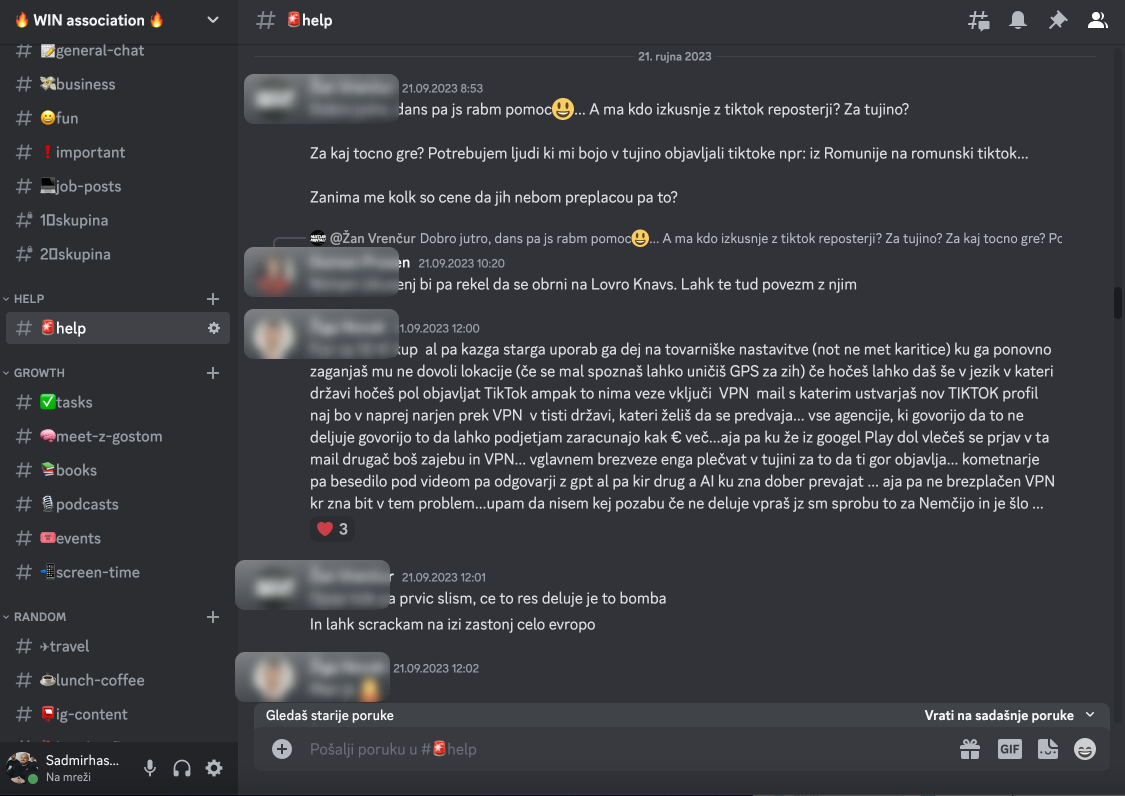 🔥 WIN association 🔥
# 🚨help
# 📝general-chat
# 💸business
# 😀fun
# ❗important
# 💻job-posts
# 1⃣skupina
# 2⃣skupina
HELP
# 🚨help
GROWTH
# ✅tasks
# 🧠meet-z-gostom
# 📚books
# 🎙podcasts
# 🎟events
# 📲screen-time
RANDOM
# ✈travel
# ☕lunch-coffee
# 📮ig-content
Sadmirhas...
Na mreži
21. rujna 2023
21.09.2023 8:53
dans pa js rabm pomoc😃... A ma kdo izkusnje z tiktok reposterji? Za tujino?
Za kaj tocno gre? Potrebujem ljudi ki mi bojo v tujino objavljali tiktoke npr: iz Romunije na romunski tiktok...
Zanima me kolk so cene da jih nebom preplacou pa to?
@Žan Vrenčur Dobro jutro, dans pa js rabm pomoc😃... A ma kdo izkusnje z tiktok reposterji? Za tujino? Za kaj tocno gre? Pc
en 21.09.2023 10:20
enj bi pa rekel da se obrni na Lovro Knavs. Lahk te tud povezm z njim
21.09.2023 12:00
kup al pa kazga starga uporab ga dej na tovarniške nastavitve (not ne met karitice) ku ga ponovno
zaganjaš mu ne dovoli lokacije (če se mal spoznaš lahko uničiš GPS za zih) če hočeš lahko daš še v jezik v kateri
državi hočeš pol objavljat TikTok ampak to nima veze vključi VPN mail s katerim ustvarjaš nov TIKTOK profil
naj bo v naprej narjen prek VPN v tisti državi, kateri želiš da se predvaja... vse agencije, ki govorijo da to ne
deljuje govorijo to da lahko podjetjam zaracunajo kak € več...aja pa ku že iz googel Play dol vlečeš se prjav v ta
mail drugač boš zajebu in VPN... vglavnem brezveze enga plečvat v tujini za to da ti gor objavlja... kometnarje
pa besedilo pod videom pa odgovarji z gpt al pa kir drug a AI ku zna dober prevajat ... aja pa ne brezplačen VPN
kr zna bit v tem problem...upam da nisem kej pozabu če ne deluje vpraš jz sm sprobu to za Nemčijo in je šlo ...
❤️ 3
r 21.09.2023 12:01
a prvic slism, ce to res deluje je to bomba
In lahk scrackam na izi zastonj celo evropo
21.09.2023 12:02
Gledaš starije poruke
Vrati na sadašnje poruke
Pošalji poruku u #🚨help
GIF